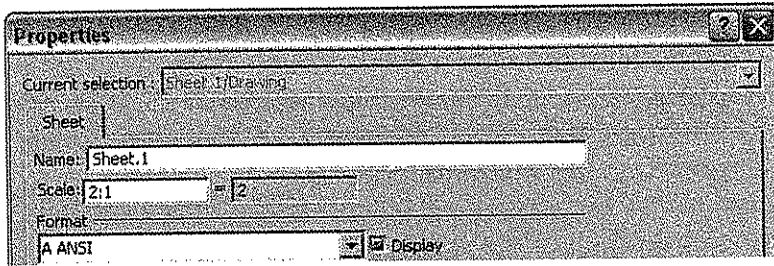 Properties
Current selection : Sheet.1/Drawing
Sheet
Name: Sheet.1
Scale: 2:1 = 2
Format
A ANSI Display